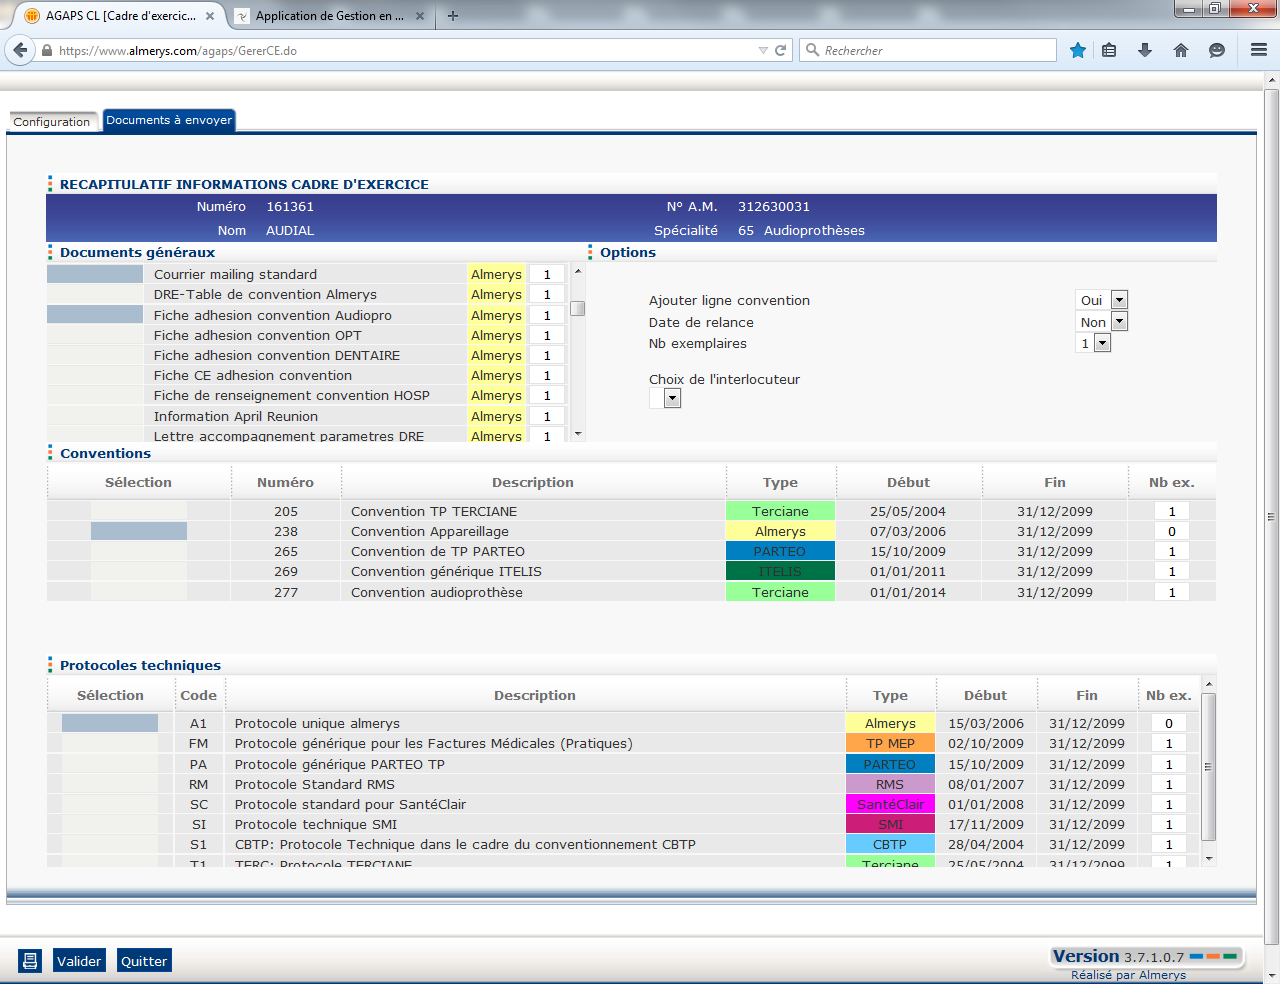 AGAPS CL [Cadre d'exercic...
Application de Gestion en ...
https://www.almerys.com/agaps/GererCE.do
Rechercher
Configuration
Documents à envoyer
RECAPITULATIF INFORMATIONS CADRE D'EXERCICE
Numéro 161361 N° A.M. 312630031
Nom AUDIAL Spécialité 65 Audioprothèses
Documents généraux
Courrier mailing standard Almerys 1
DRE-Table de convention Almerys Almerys 1
Fiche adhesion convention Audiopro Almerys 1
Fiche adhesion convention OPT Almerys 1
Fiche adhesion convention DENTAIRE Almerys 1
Fiche CE adhesion convention Almerys 1
Fiche de renseignement convention HOSP Almerys 1
Information April Reunion Almerys 1
Lettre accompagnement parametres DRE Almerys 1
Options
Ajouter ligne convention Oui
Date de relance Non
Nb exemplaires 1
Choix de l'interlocuteur
Conventions
Sélection Numéro Description Type Début Fin Nb ex.
205 Convention TP TERCIANE Terciane 25/05/2004 31/12/2099 1
238 Convention Appareillage Almerys 07/03/2006 31/12/2099 0
265 Convention de TP PARTEO PARTEO 15/10/2009 31/12/2099 1
269 Convention générique ITELIS ITELIS 01/01/2011 31/12/2099 1
277 Convention audioprothèse Terciane 01/01/2014 31/12/2099 1
Protocoles techniques
Sélection Code Description Type Début Fin Nb ex.
A1 Protocole unique almerys Almerys 15/03/2006 31/12/2099 0
FM Protocole générique pour les Factures Médicales (Pratiques) TP MEP 02/10/2009 31/12/2099 1
PA Protocole générique PARTEO TP PARTEO 15/10/2009 31/12/2099 1
RM Protocole Standard RMS RMS 08/01/2007 31/12/2099 1
SC Protocole standard pour SantéClair SantéClair 01/01/2008 31/12/2099 1
SI Protocole technique SMI SMI 17/11/2009 31/12/2099 1
S1 CBTP: Protocole Technique dans le cadre du conventionnement CBTP CBTP 28/04/2004 31/12/2099 1
T1 TERC: Protocole TERCIANE Terciane 25/05/2004 31/12/2099 1
Valider
Quitter
Version 3.7.1.0.7
Réalisé par Almerys